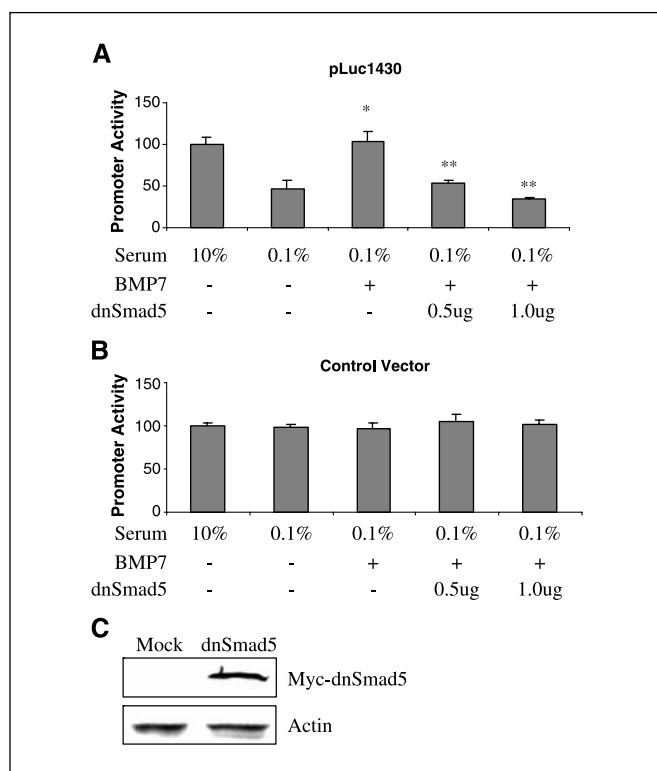 A
pLuc1430
Promoter Activity
150
100
50
0
*
**
**
Serum 10% 0.1% 0.1% 0.1% 0.1%
BMP7 - - + + +
dnSmad5 - - - 0.5ug 1.0ug
B
Control Vector
Promoter Activity
150
100
50
0
Serum 10% 0.1% 0.1% 0.1% 0.1%
BMP7 - - + + +
dnSmad5 - - - 0.5ug 1.0ug
C
Mock dnSmad5
Myc-dnSmad5
Actin